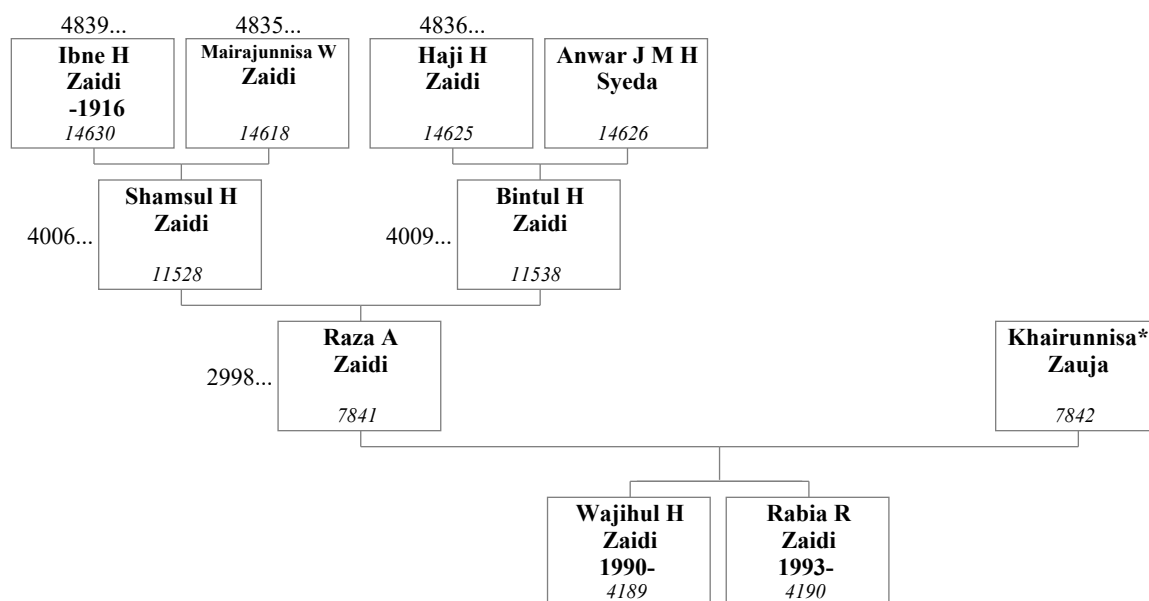 4839...
4835...
4836...
Ibne H
Zaidi
-1916
14630
Mairajunnisa W
Zaidi
14618
Haji H
Zaidi
14625
Anwar J M H
Syeda
14626
4006...
Shamsul H
Zaidi
11528
4009...
Bintul H
Zaidi
11538
2998...
Raza A
Zaidi
7841
Khairunnisa*
Zauja
7842
Wajihul H
Zaidi
1990-
4189
Rabia R
Zaidi
1993-
4190